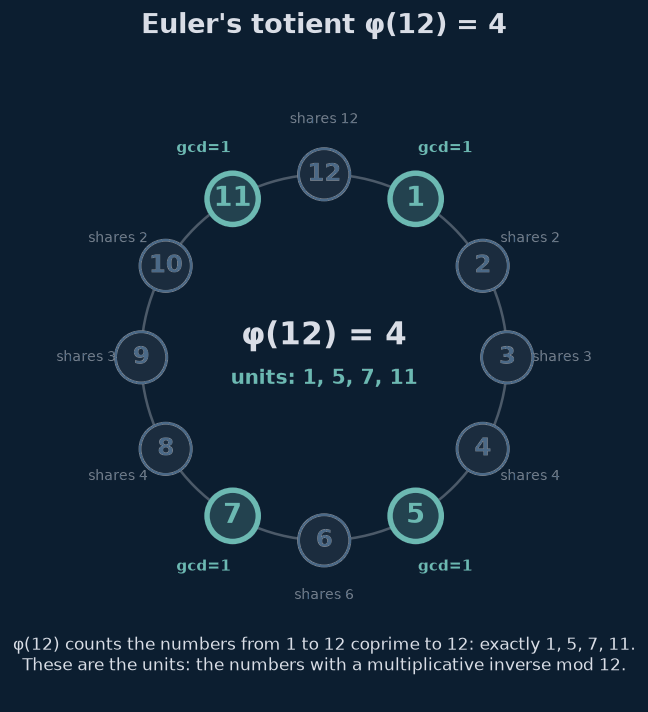 Euler's totient φ(12) = 4
shares 12
gcd=1
gcd=1
12
11
1
shares 2
shares 2
10
2
φ(12) = 4
shares 3
9
3
shares 3
units: 1, 5, 7, 11
8
4
shares 4
shares 4
7
5
6
gcd=1
gcd=1
shares 6
φ(12) counts the numbers from 1 to 12 coprime to 12: exactly 1, 5, 7, 11.
These are the units: the numbers with a multiplicative inverse mod 12.